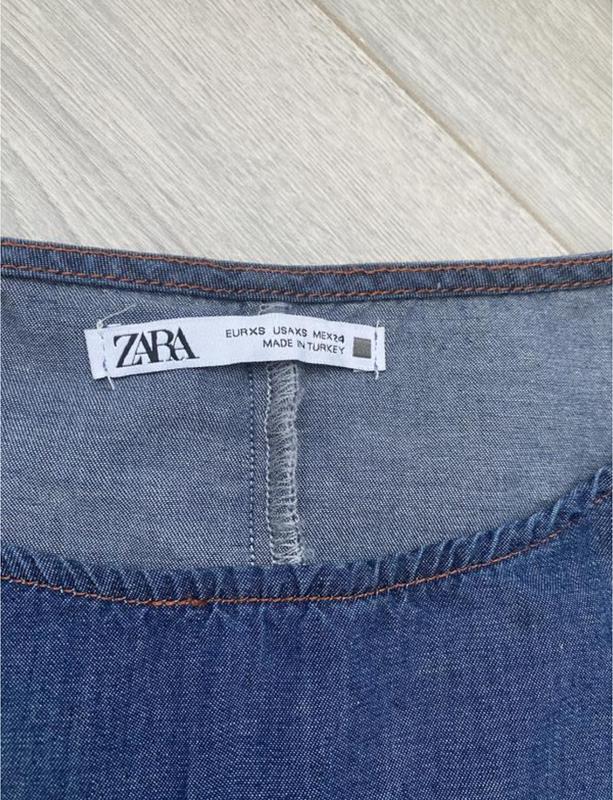 ZARA
EUR XS USA XS MEX 24
MADE IN TURKEY